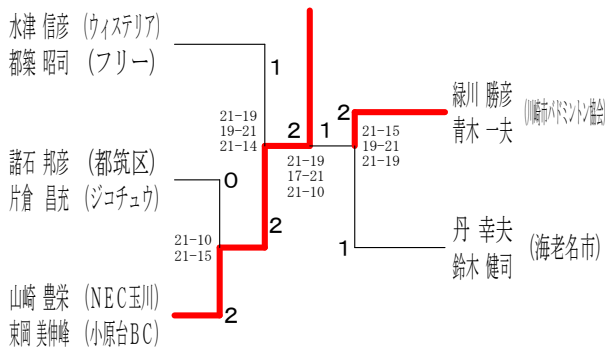 水津 信彦 (ウィステリア)
都築 昭司 (フリー)
1
21-19
19-21
21-14
2
1
21-19
17-21
21-10
2
21-15
19-21
21-19
緑川 勝彦 (川崎市バドミントン協会)
青木 一夫
諸石 邦彦 (都筑区)
片倉 昌充 (ジコチュウ)
0
21-10
21-15
2
1
丹 幸夫 (海老名市)
鈴木 健司
山崎 豊栄 (NEC玉川)
東岡 美伸峰 (小原台BC)
2